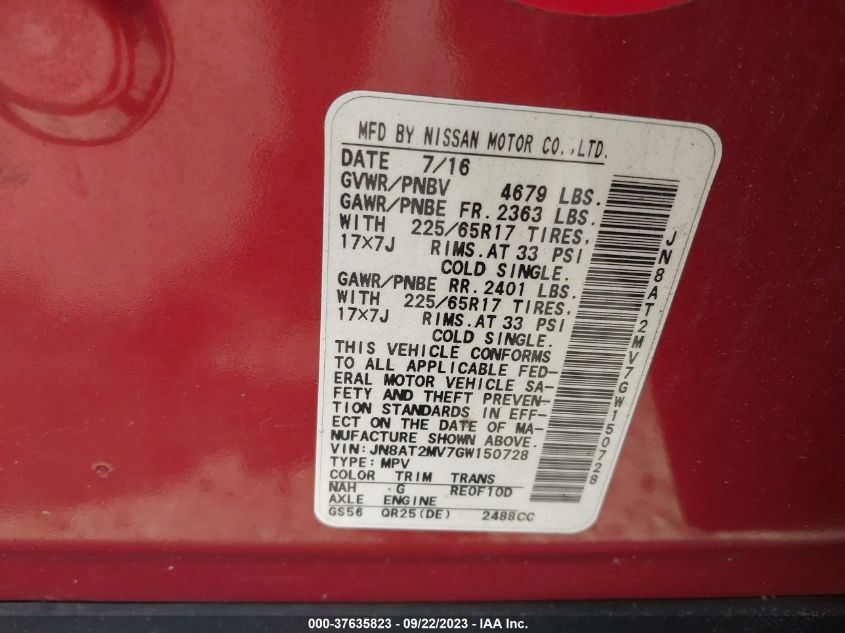 MFD BY NISSAN MOTOR CO.,LTD.
DATE 7/16
GVWR/PNBV 4679 LBS.
GAWR/PNBE FR. 2363 LBS.
WITH 225/65R17 TIRES,
17×7J RIMS.AT 33 PSI
COLD SINGLE.
GAWR/PNBE RR. 2401 LBS.
WITH 225/65R17 TIRES,
17×7J RIMS.AT 33 PSI
COLD SINGLE.
THIS VEHICLE CONFORMS
TO ALL APPLICABLE FED-
ERAL MOTOR VEHICLE SA-
FETY AND THEFT PREVEN-
TION STANDARDS IN EFF-
ECT ON THE DATE OF MA-
NUFACTURE SHOWN ABOVE.
VIN: JN8AT2MV7GW150728
TYPE: MPV
COLOR TRIM TRANS
NAH G RE0F10D
AXLE ENGINE
GS56 QR25(DE) 2488CC
JN8AT2MV7GW150728
000-37635823 - 09/22/2023 - IAA Inc.